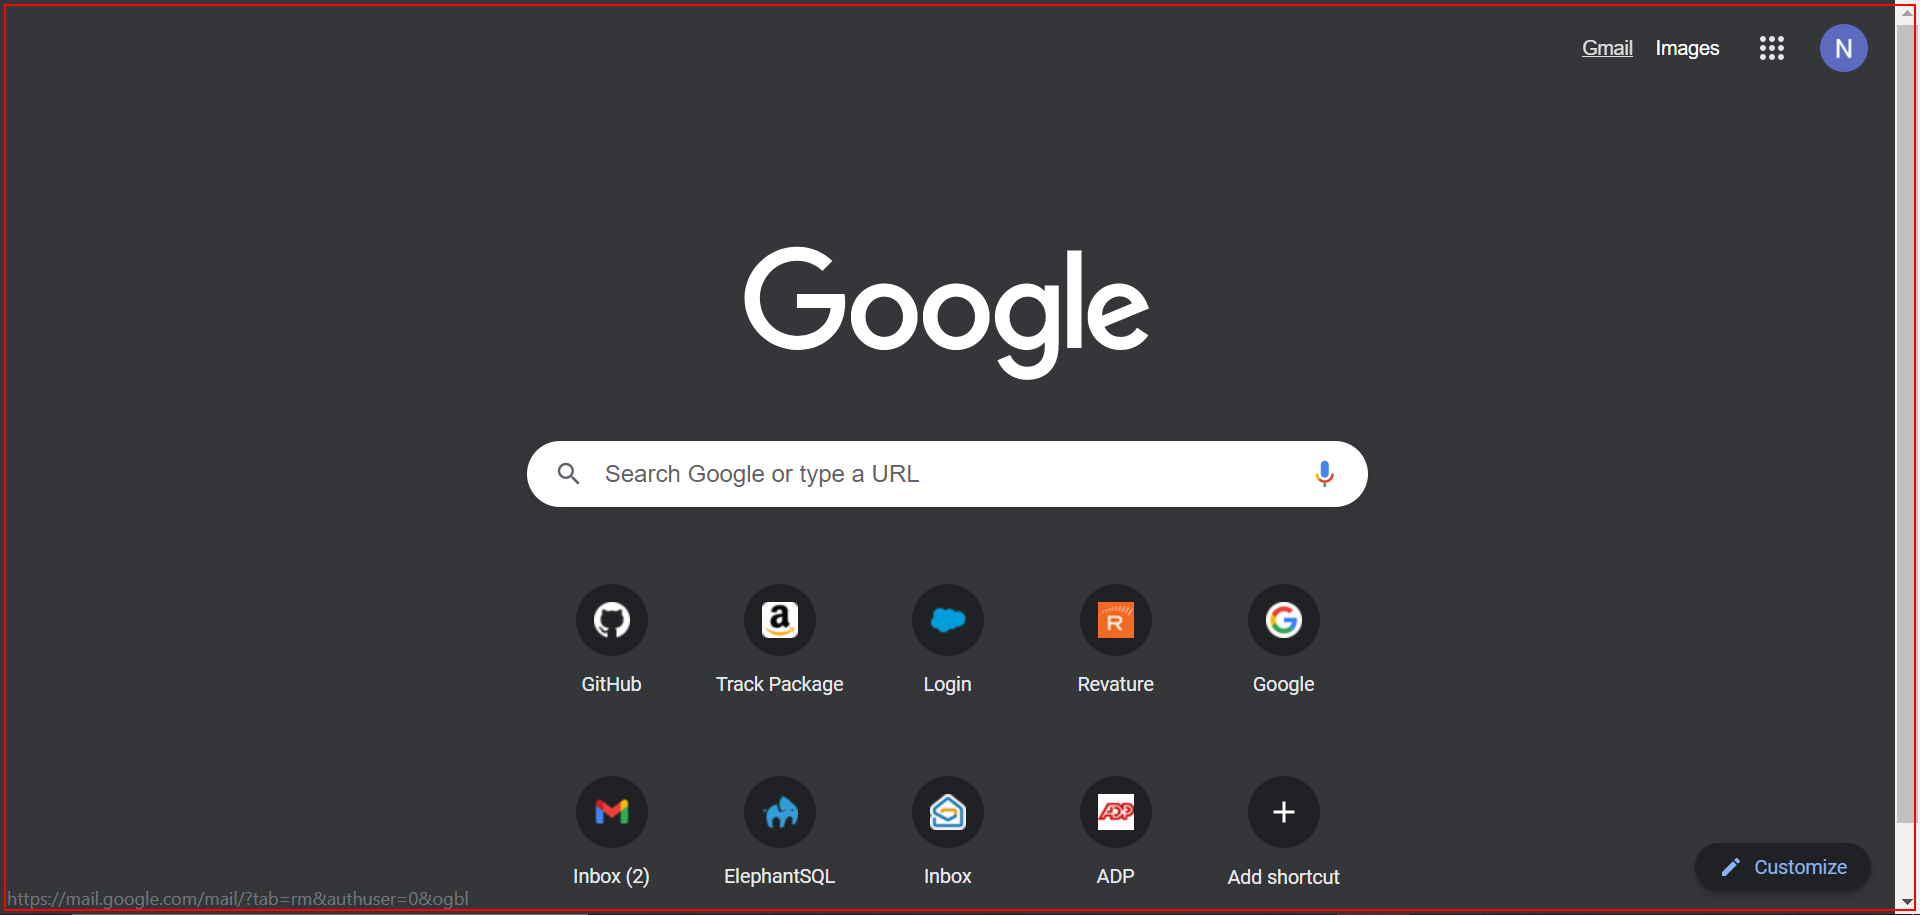 Gmail Images
N
Google
Search Google or type a URL
a R G
GitHub Track Package Login Revature Google
M ADP
Inbox (2) ElephantSQL Inbox ADP Add shortcut
Customize
https://mail.google.com/mail/?tab=rm&authuser=0&ogbl